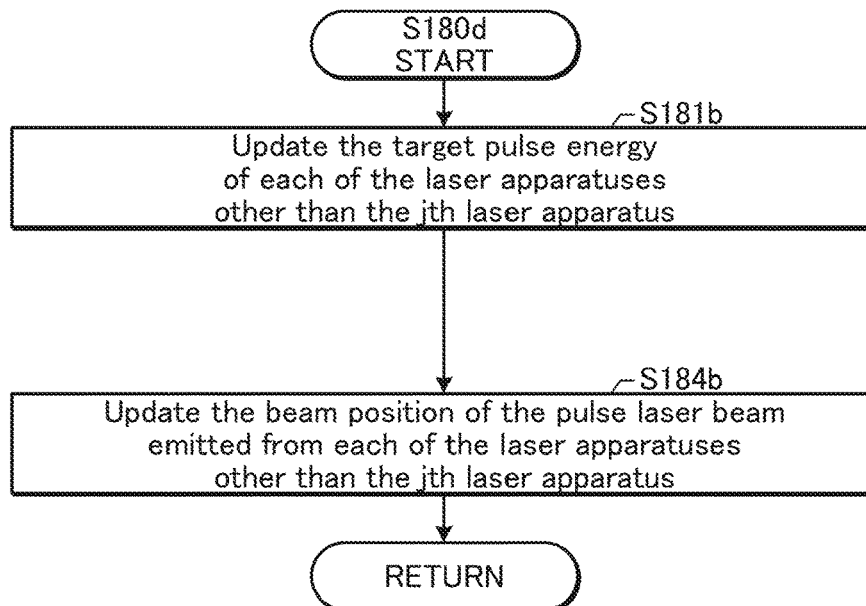 S180d
START
S181b
Update the target pulse energy
of each of the laser apparatuses
other than the jth laser apparatus
S184b
Update the beam position of the pulse laser beam
emitted from each of the laser apparatuses
other than the jth laser apparatus
RETURN